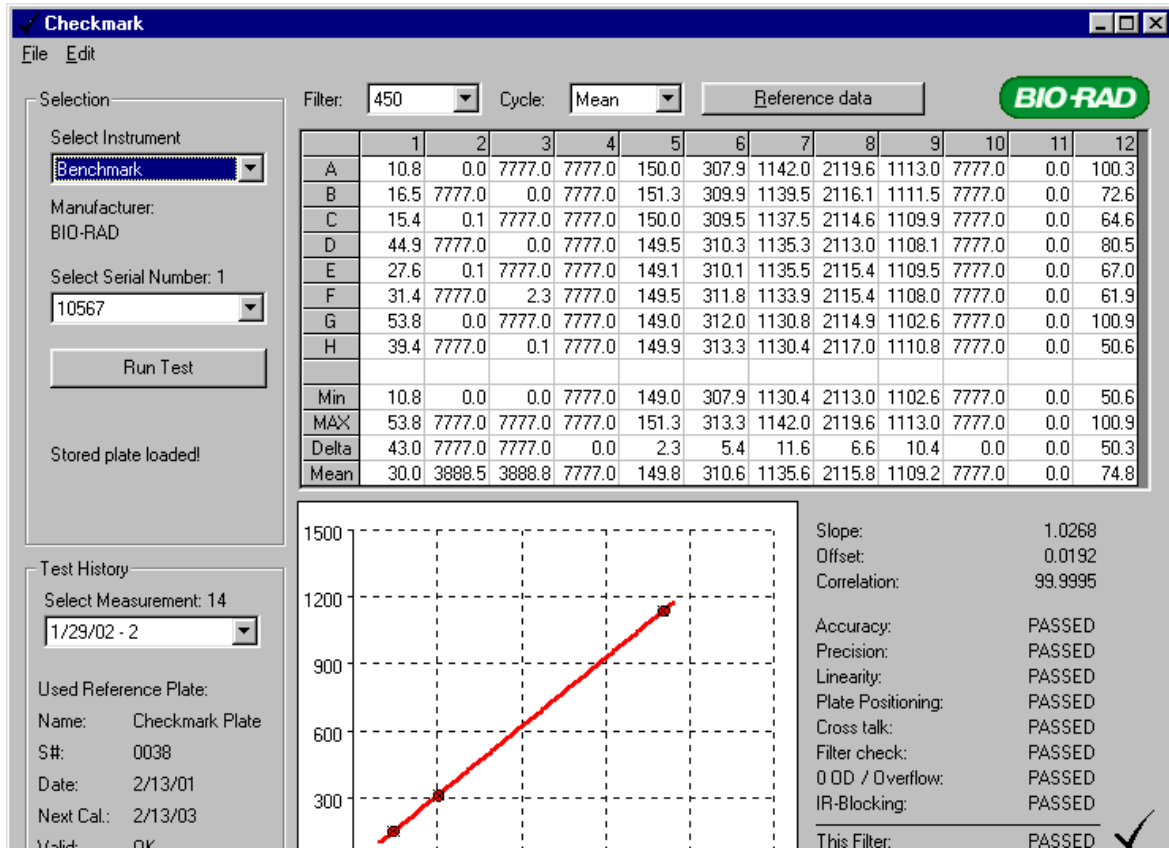 Checkmark
File Edit
Selection
Select Instrument
Benchmark
Manufacturer:
BIO-RAD
Select Serial Number: 1
10567
Run Test
Stored plate loaded!
Filter: 450 Cycle: Mean Reference data
BIO-RAD
1 2 3 4 5 6 7 8 9 10 11 12
A 10.8 0.0 7777.0 7777.0 150.0 307.9 1142.0 2119.6 1113.0 7777.0 0.0 100.3
B 16.5 7777.0 0.0 7777.0 151.3 309.9 1139.5 2116.1 1111.5 7777.0 0.0 72.6
C 15.4 0.1 7777.0 7777.0 150.0 309.5 1137.5 2114.6 1109.9 7777.0 0.0 64.6
D 44.9 7777.0 0.0 7777.0 149.5 310.3 1135.3 2113.0 1108.1 7777.0 0.0 80.5
E 27.6 0.1 7777.0 7777.0 149.1 310.1 1135.5 2115.4 1109.5 7777.0 0.0 67.0
F 31.4 7777.0 2.3 7777.0 149.5 311.8 1133.9 2115.4 1108.0 7777.0 0.0 61.9
G 53.8 0.0 7777.0 7777.0 149.0 312.0 1130.8 2114.9 1102.6 7777.0 0.0 100.9
H 39.4 7777.0 0.1 7777.0 149.9 313.3 1130.4 2117.0 1110.8 7777.0 0.0 50.6
Min 10.8 0.0 0.0 7777.0 149.0 307.9 1130.4 2113.0 1102.6 7777.0 0.0 50.6
MAX 53.8 7777.0 7777.0 7777.0 151.3 313.3 1142.0 2119.6 1113.0 7777.0 0.0 100.9
Delta 43.0 7777.0 7777.0 0.0 2.3 5.4 11.6 6.6 10.4 0.0 0.0 50.3
Mean 30.0 3888.5 3888.8 7777.0 149.8 310.6 1135.6 2115.8 1109.2 7777.0 0.0 74.8
Test History
Select Measurement: 14
1/29/02 - 2
Used Reference Plate:
Name: Checkmark Plate
S#: 0038
Date: 2/13/01
Next Cal.: 2/13/03
Valid: OK
1500
1200
900
600
300
Slope: 1.0268
Offset: 0.0192
Correlation: 99.9995
Accuracy: PASSED
Precision: PASSED
Linearity: PASSED
Plate Positioning: PASSED
Cross talk: PASSED
Filter check: PASSED
0 OD / Overflow: PASSED
IR-Blocking: PASSED
This Filter: PASSED